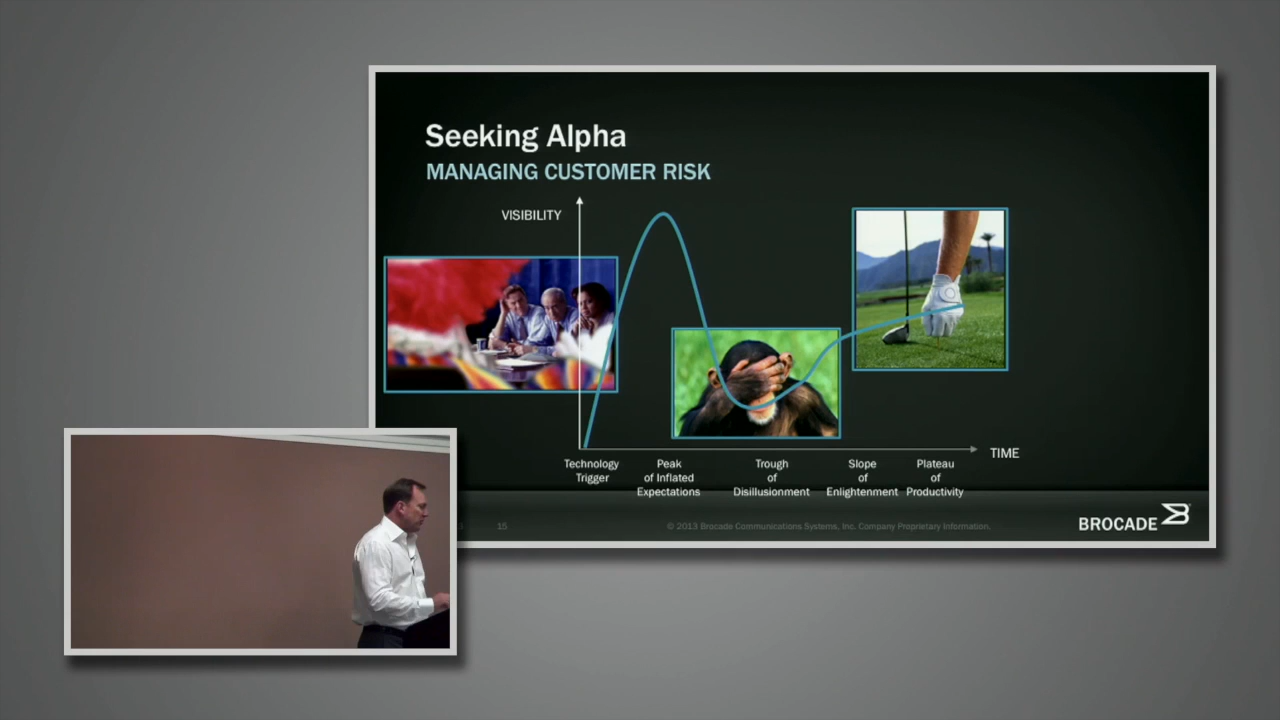 Seeking Alpha
MANAGING CUSTOMER RISK
VISIBILITY
TIME
Technology
Trigger
Peak
of Inflated
Expectations
Trough
of
Disillusionment
Slope
of
Enlightenment
Plateau
of
Productivity
15
© 2013 Brocade Communications Systems, Inc. Company Proprietary Information.
BROCADE